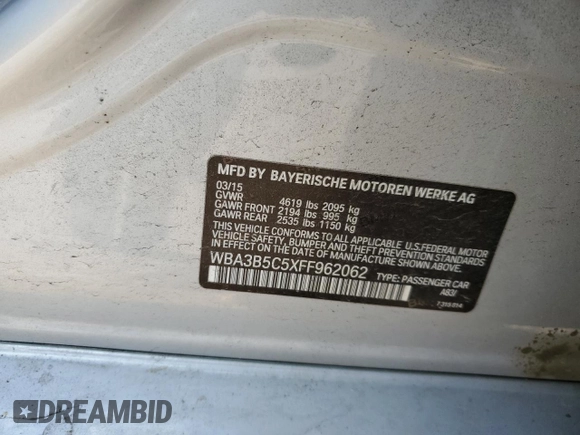 MFD BY BAYERISCHE MOTOREN WERKE AG
03/15
GVWR 4619 lbs 2095 kg
GAWR FRONT 2194 lbs 995 kg
GAWR REAR 2535 lbs 1150 kg
THIS VEHICLE CONFORMS TO ALL APPLICABLE U.S. FEDERAL MOTOR
VEHICLE SAFETY, BUMPER AND THEFT PREVENTION STANDARDS
IN EFFECT ON THE DATE OF MANUFACTURE SHOWN ABOVE.
WBA3B5C5XFF962062 TYPE: PASSENGER CAR
A83/
DREAMBID